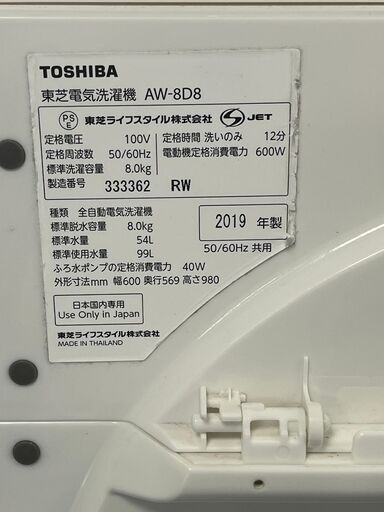 TOSHIBA
東芝電気洗濯機 AW-8D8
PS E 東芝ライフスタイル株式会社 S JET
定格電圧 100V 定格時間 洗いのみ 12分
定格周波数 50/60Hz 電動機定格消費電力 600W
標準洗濯容量 8.0kg
製造番号 333362 RW
種類 全自動電気洗濯機
標準脱水容量 8.0kg 2019 年製
標準水量 54L
標準使用水量 99L 50/60Hz 共用
ふろ水ポンプの定格消費電力 40W
外形寸法mm 幅600 奥行569 高さ980
日本国内専用
Use Only in Japan
東芝ライフスタイル株式会社
MADE IN THAILAND